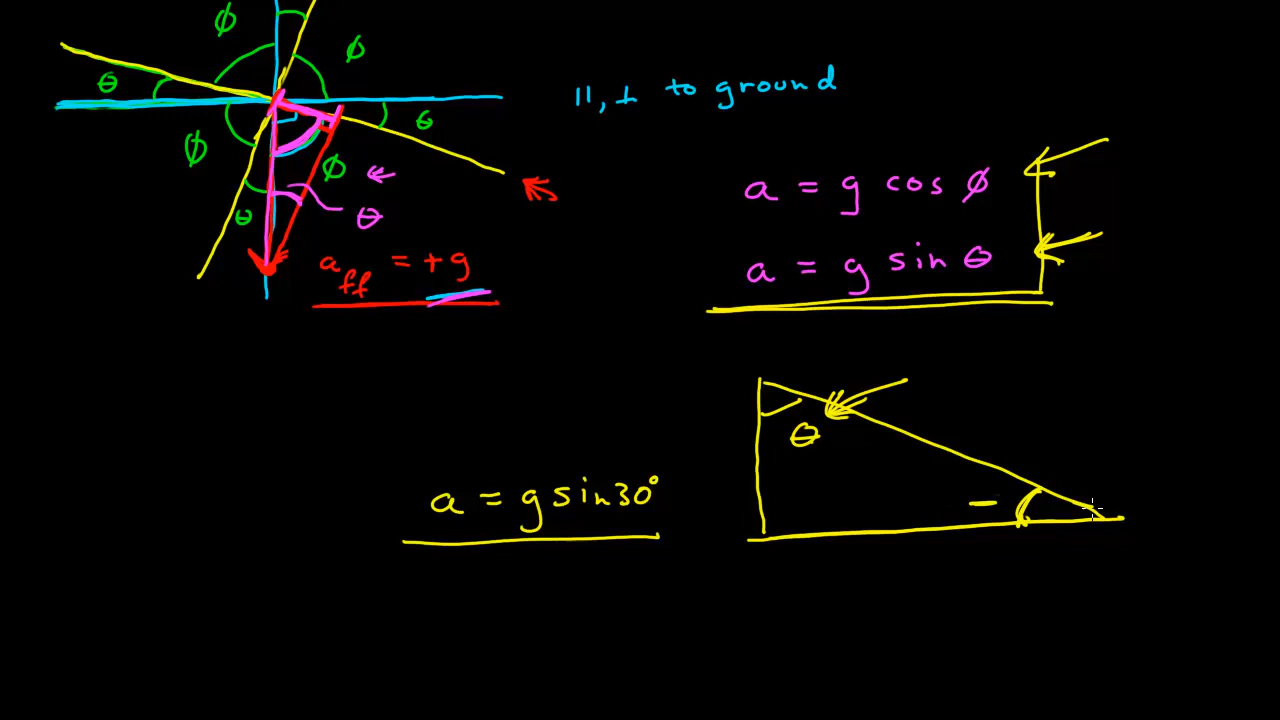 ϕ
ϕ
θ
θ
ϕ
ϕ
θ
θ
a_ff = +g
||, ⊥ to ground
a = g cos ϕ
a = g sin θ
θ
a = g sin 30°
−